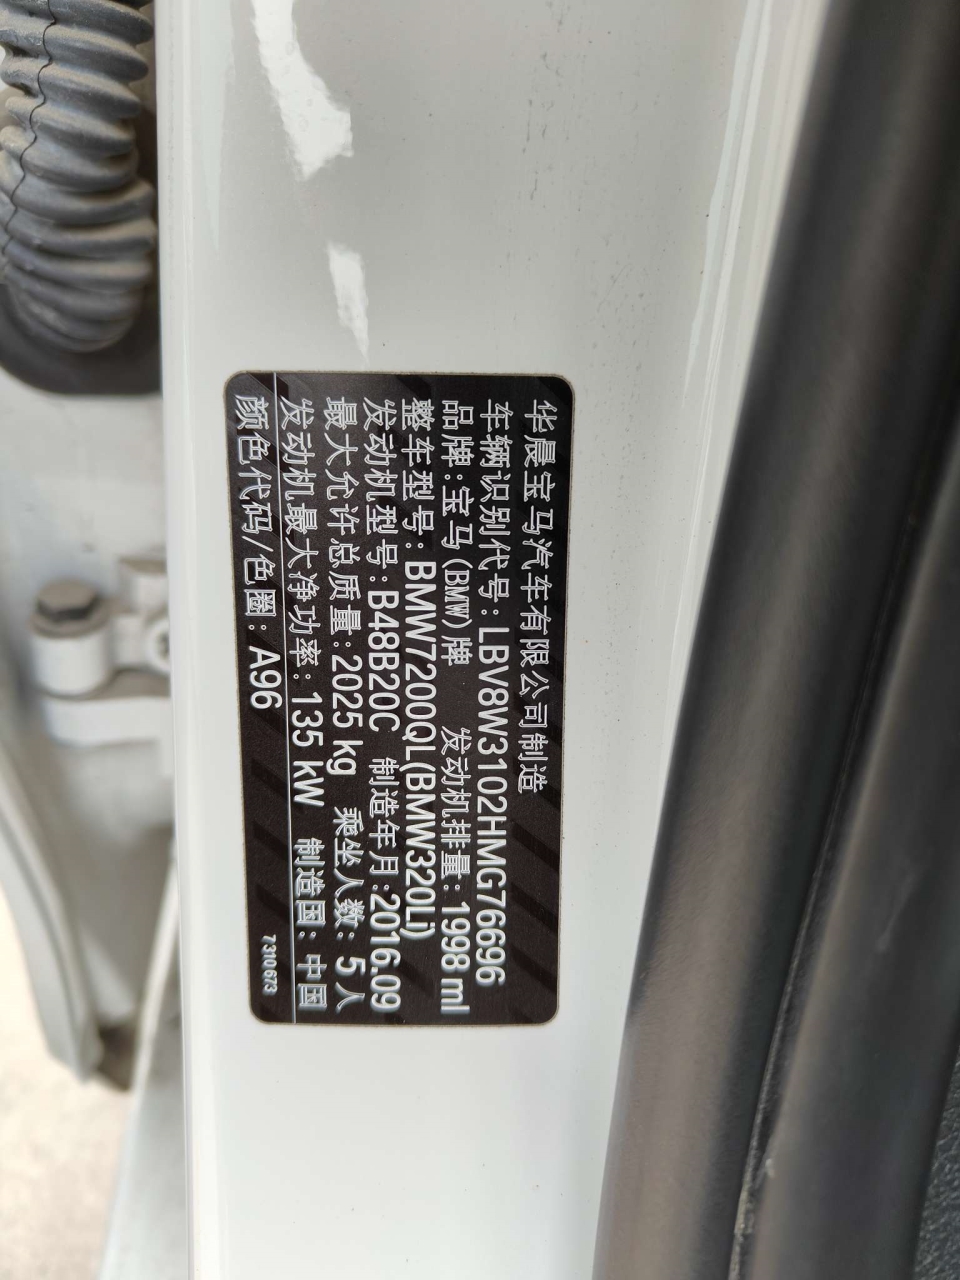 华晨宝马汽车有限公司制造
车辆识别代号:LBV8W3102HMG76696
品牌:宝马(BMW)牌 发动机排量:1998 ml
整车型号:BMW7200QL(BMW320Li)
发动机型号:B48B20C 制造年月:2016.09
最大允许总质量:2025 kg 乘坐人数:5人
发动机最大净功率:135 kW 制造国:中国
颜色代码/色圈:A96
7310673